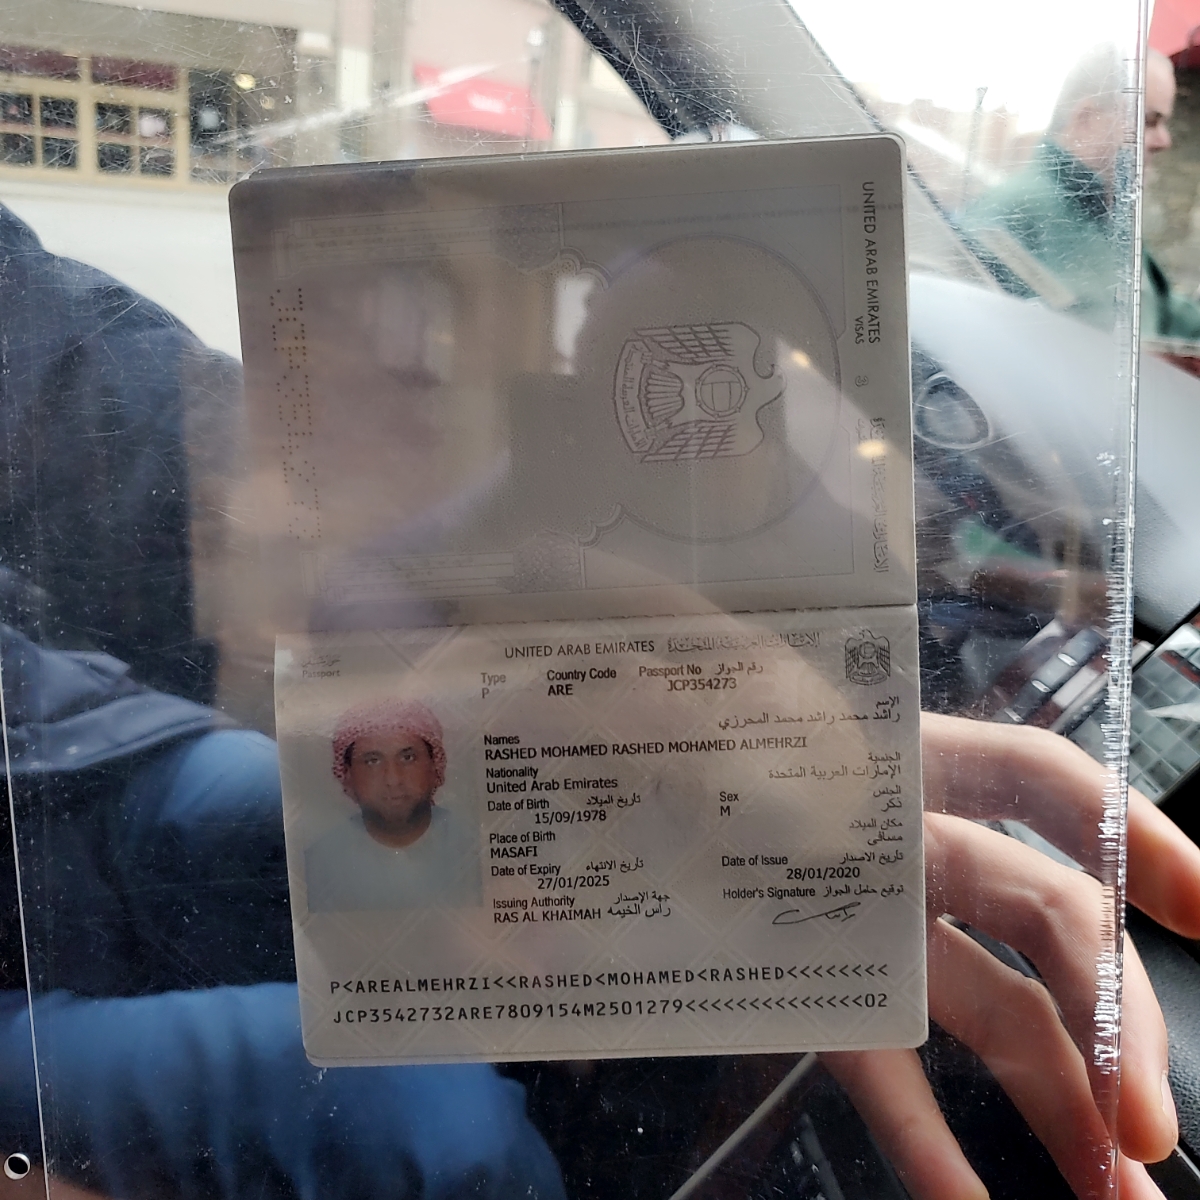 UNITED ARAB EMIRATES
VISAS
3
جواز سفر
Passport
UNITED ARAB EMIRATES الإمارات العربية المتحدة
Type
P
Country Code
ARE
Passport No رقم الجواز
JCP354273
الإسم
راشد محمد راشد محمد المحرزي
Names
RASHED MOHAMED RASHED MOHAMED ALMEHRZI
الجنسية
Nationality
الإمارات العربية المتحدة
United Arab Emirates
Date of Birth تاريخ الميلاد
15/09/1978
Sex
M
الجنس
ذكر
Place of Birth
MASAFI
مكان الميلاد
مسافي
Date of Expiry تاريخ الانتهاء
27/01/2025
Date of Issue تاريخ الاصدار
28/01/2020
Issuing Authority جهة الإصدار
RAS AL KHAIMAH رأس الخيمه
Holder's Signature توقيع حامل الجواز
P<AREALMEHRZI<<RASHED<MOHAMED<RASHED<<<<<<<<
JCP3542732ARE7809154M2501279<<<<<<<<<<<<<<02